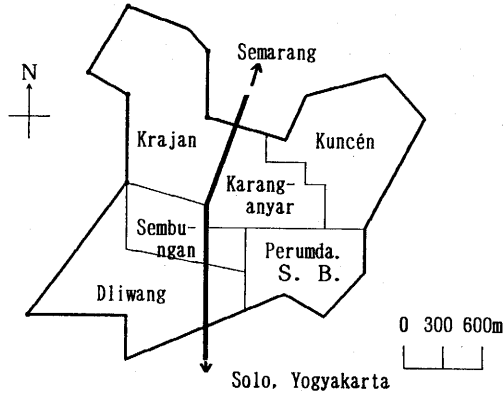 Semarang
N
Krajan
Kuncén
Karang-
anyar
Sembu-
ngan
Perumda.
S. B.
Dliwang
0 300 600m
Solo, Yogyakarta